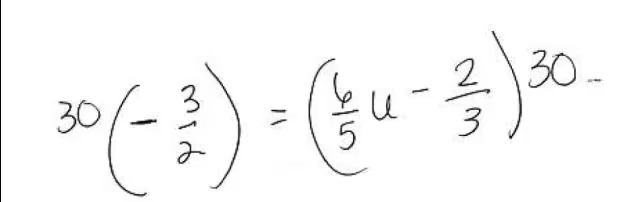 30(-3/2) = (6/5u - 2/3)30